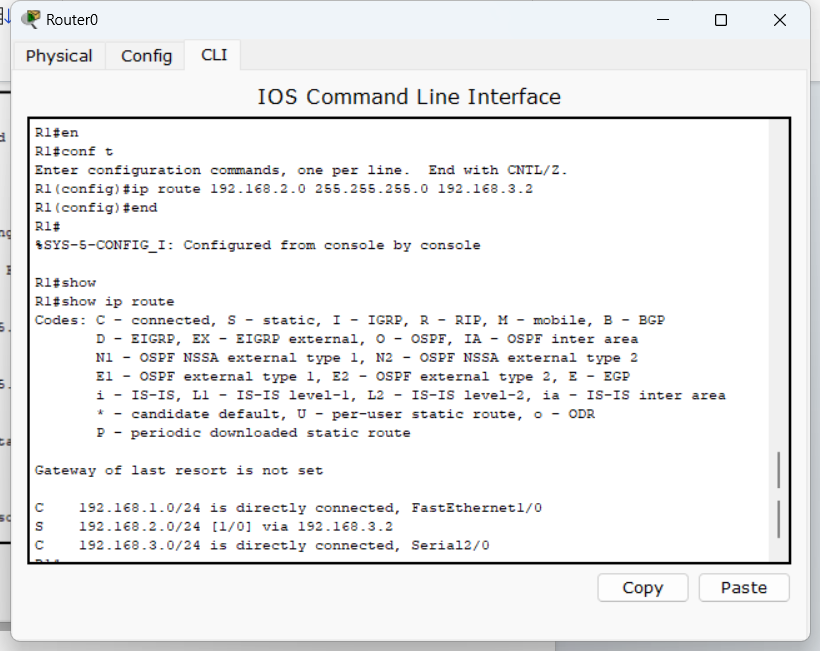 Router0
Physical Config CLI
IOS Command Line Interface
R1#en
R1#conf t
Enter configuration commands, one per line.  End with CNTL/Z.
R1(config)#ip route 192.168.2.0 255.255.255.0 192.168.3.2
R1(config)#end
R1#
%SYS-5-CONFIG_I: Configured from console by console
R1#show
R1#show ip route
Codes: C - connected, S - static, I - IGRP, R - RIP, M - mobile, B - BGP
D - EIGRP, EX - EIGRP external, O - OSPF, IA - OSPF inter area
N1 - OSPF NSSA external type 1, N2 - OSPF NSSA external type 2
E1 - OSPF external type 1, E2 - OSPF external type 2, E - EGP
i - IS-IS, L1 - IS-IS level-1, L2 - IS-IS level-2, ia - IS-IS inter area
* - candidate default, U - per-user static route, o - ODR
P - periodic downloaded static route
Gateway of last resort is not set
C    192.168.1.0/24 is directly connected, FastEthernet1/0
S    192.168.2.0/24 [1/0] via 192.168.3.2
C    192.168.3.0/24 is directly connected, Serial2/0
Copy Paste